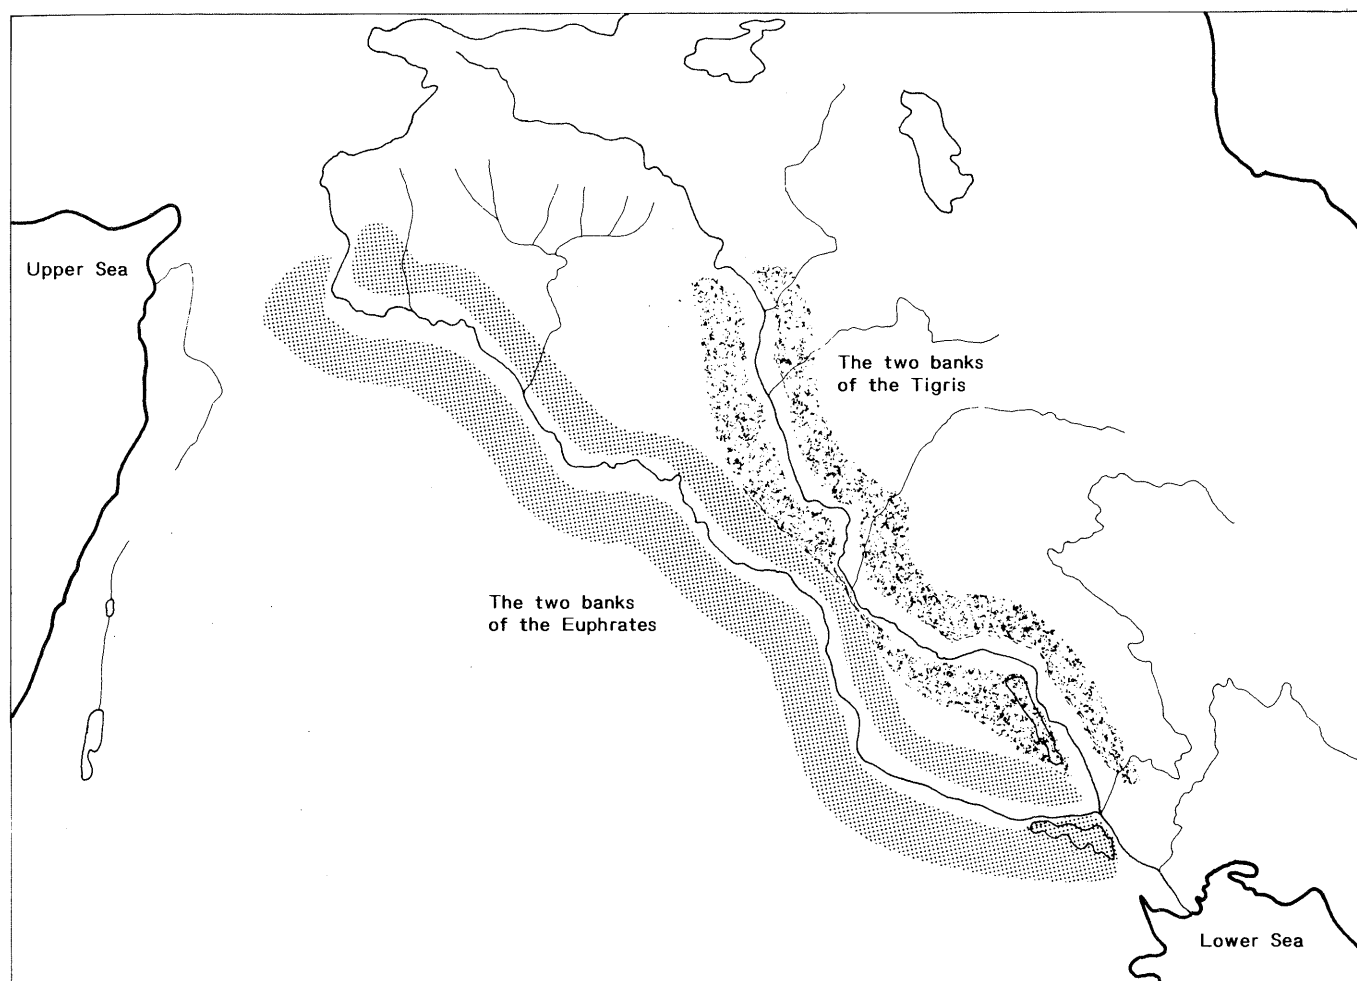 Upper Sea
The two banks
of the Tigris
The two banks
of the Euphrates
Lower Sea